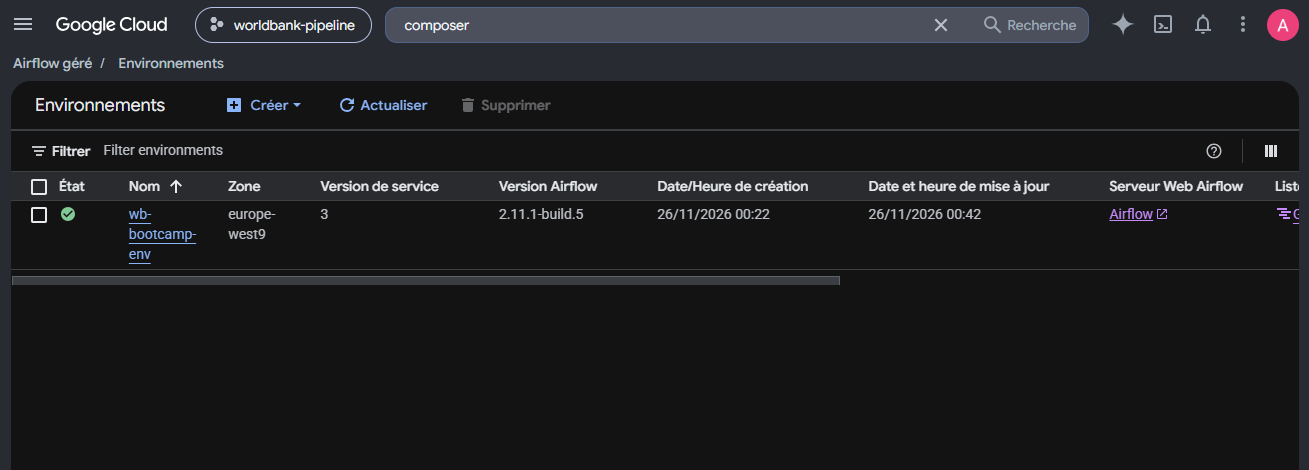 Google Cloud worldbank-pipeline composer Recherche A
Airflow géré / Environnements
Environnements Créer Actualiser Supprimer
Filtrer Filter environments
État Nom Zone Version de service Version Airflow Date/Heure de création Date et heure de mise à jour Serveur Web Airflow Liste
wb- europe- 3 2.11.1-build.5 26/11/2026 00:22 26/11/2026 00:42 Airflow G
bootcamp- west9
env